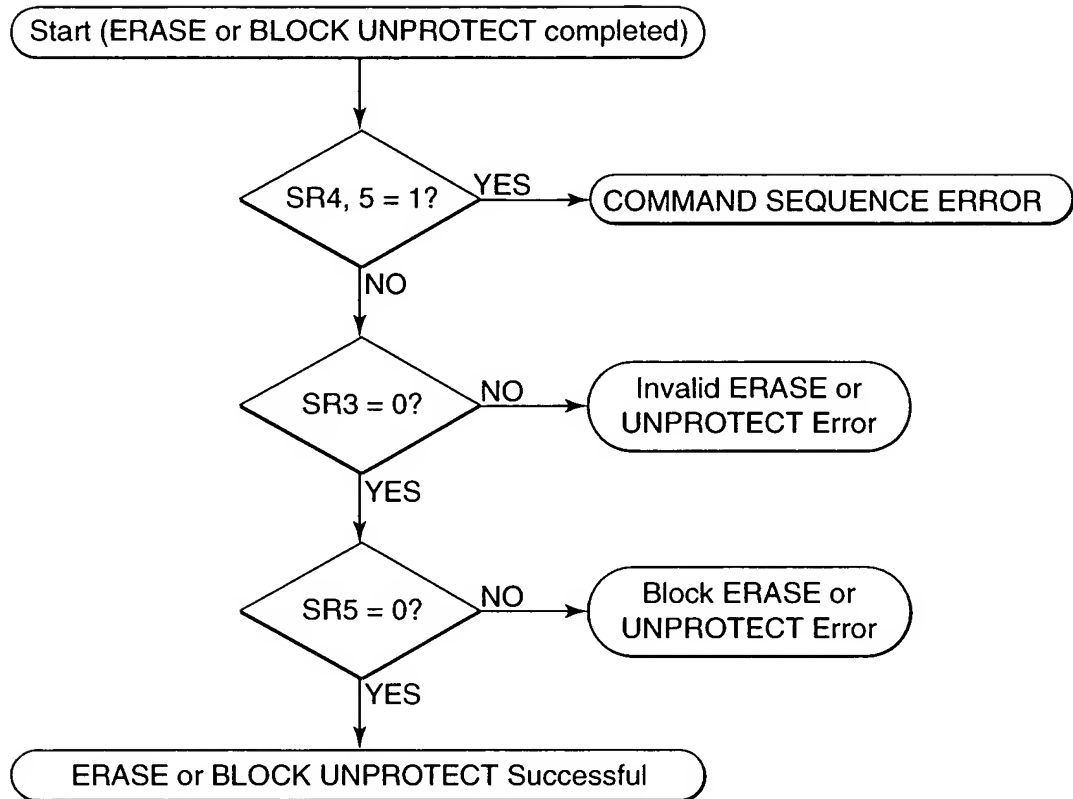 Start (ERASE or BLOCK UNPROTECT completed)
SR4, 5 = 1?
YES
COMMAND SEQUENCE ERROR
NO
SR3 = 0?
NO
Invalid ERASE or
UNPROTECT Error
YES
SR5 = 0?
NO
Block ERASE or
UNPROTECT Error
YES
ERASE or BLOCK UNPROTECT Successful